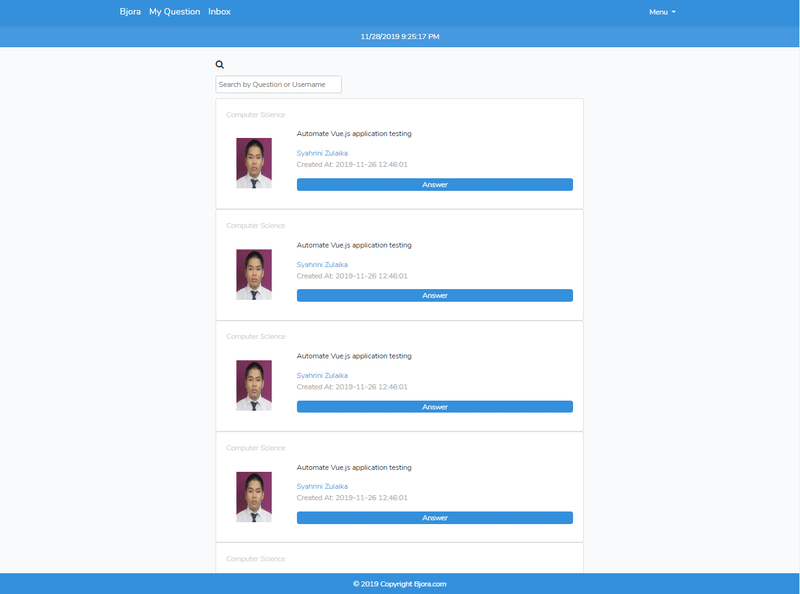 Bjora My Question Inbox Menu
11/28/2019 9:25:17 PM
Search by Question or Username
Computer Science
Automate Vue.js application testing
Syahrini Zulaika
Created At: 2019-11-26 12:46:01
Answer
Computer Science
Automate Vue.js application testing
Syahrini Zulaika
Created At: 2019-11-26 12:46:01
Answer
Computer Science
Automate Vue.js application testing
Syahrini Zulaika
Created At: 2019-11-26 12:46:01
Answer
Computer Science
Automate Vue.js application testing
Syahrini Zulaika
Created At: 2019-11-26 12:46:01
Answer
Computer Science
© 2019 Copyright Bjora.com